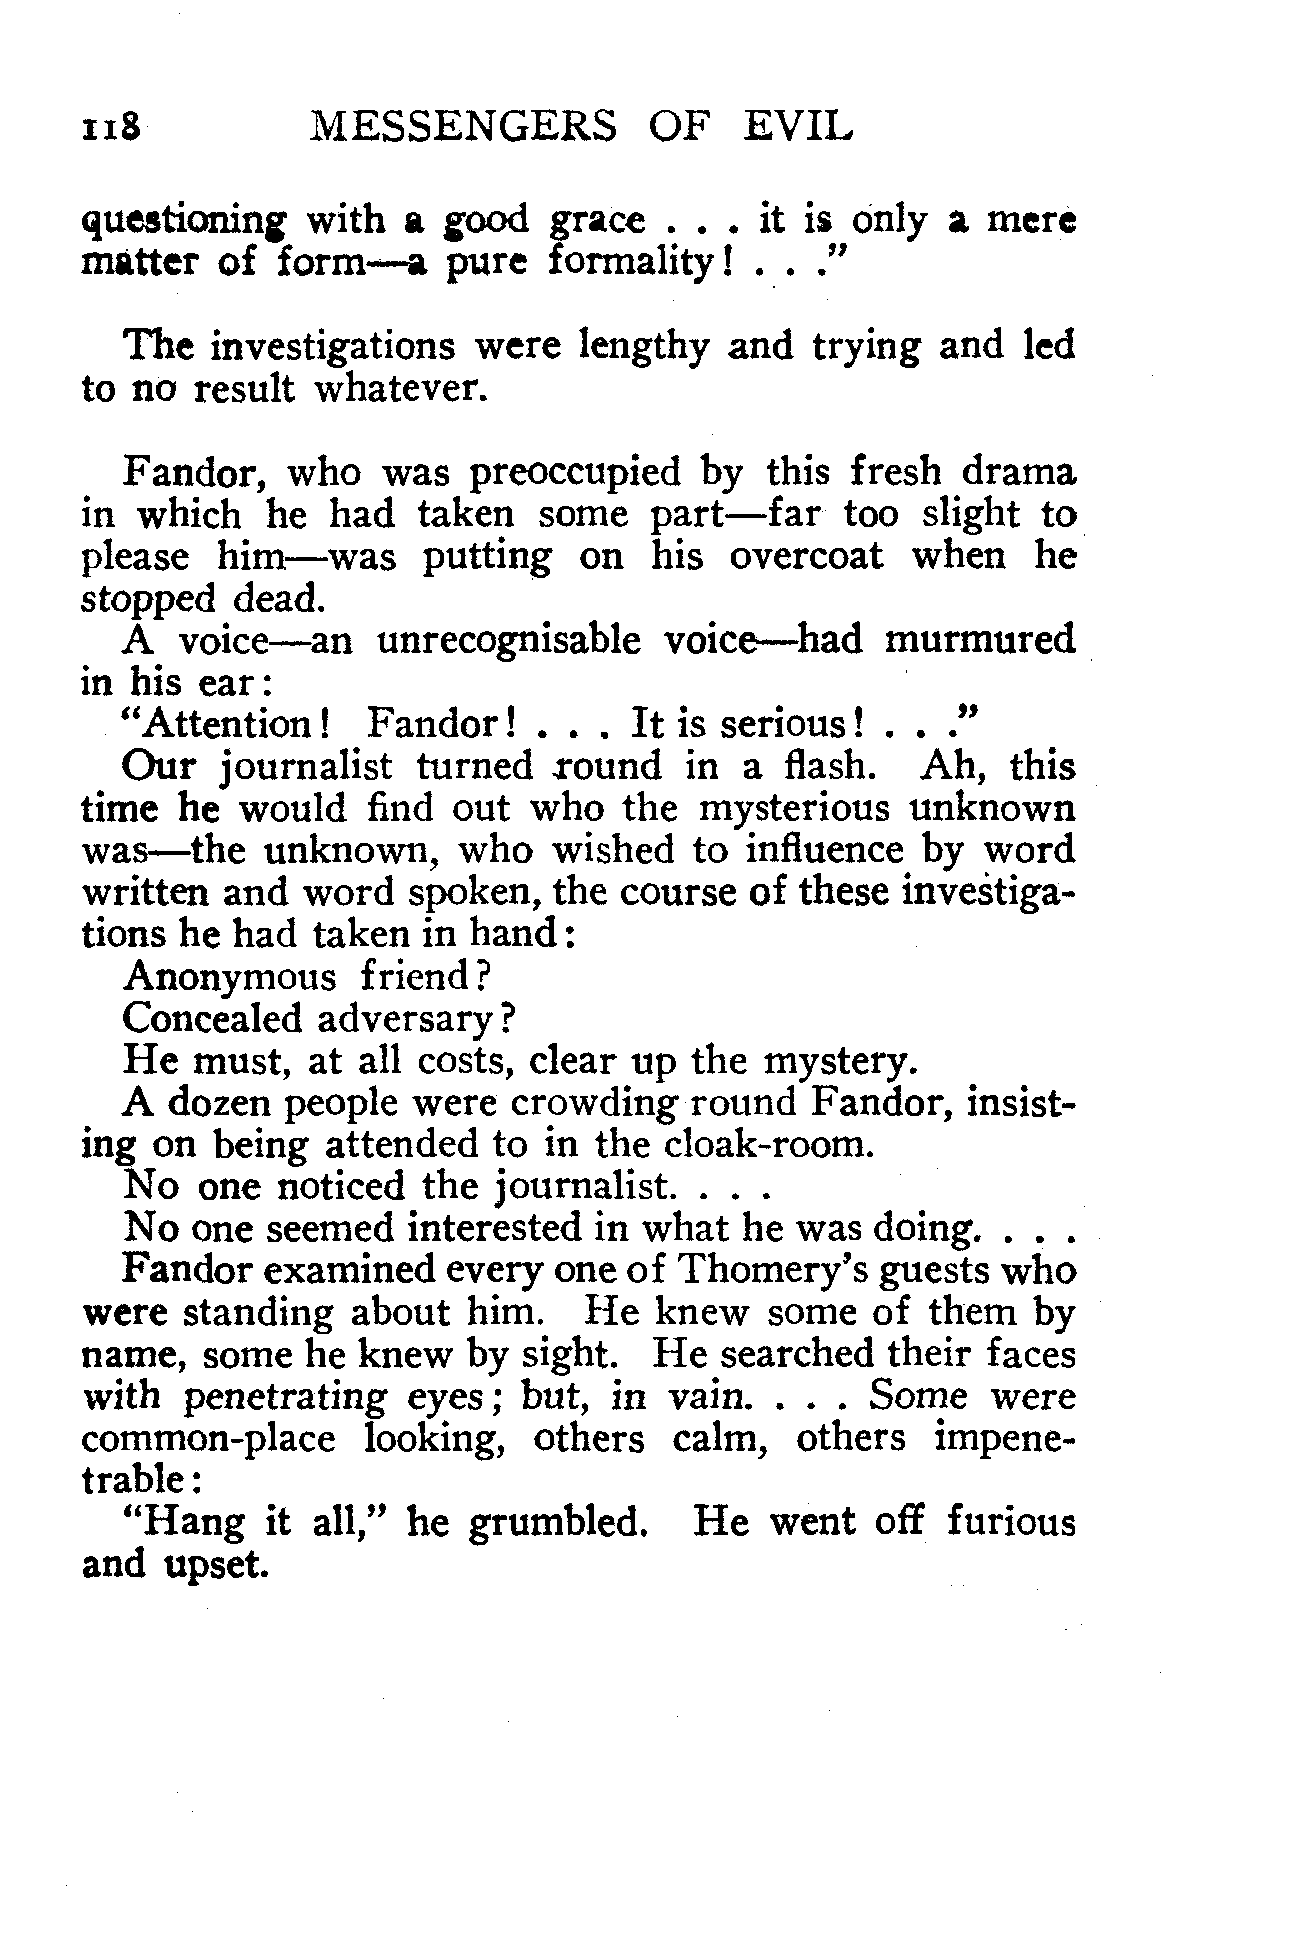 118 MESSENGERS OF EVIL
questioning with a good grace . . . it is only a mere
matter of form—a pure formality! . . ."
The investigations were lengthy and trying and led
to no result whatever.
Fandor, who was preoccupied by this fresh drama
in which he had taken some part—far too slight to
please him—was putting on his overcoat when he
stopped dead.
A voice—an unrecognisable voice—had murmured
in his ear:
"Attention! Fandor! . . . It is serious! . . ."
Our journalist turned round in a flash. Ah, this
time he would find out who the mysterious unknown
was—the unknown, who wished to influence by word
written and word spoken, the course of these investiga-
tions he had taken in hand:
Anonymous friend?
Concealed adversary?
He must, at all costs, clear up the mystery.
A dozen people were crowding round Fandor, insist-
ing on being attended to in the cloak-room.
No one noticed the journalist. . . .
No one seemed interested in what he was doing. . . .
Fandor examined every one of Thomery's guests who
were standing about him. He knew some of them by
name, some he knew by sight. He searched their faces
with penetrating eyes; but, in vain. . . . Some were
common-place looking, others calm, others impene-
trable:
"Hang it all," he grumbled. He went off furious
and upset.